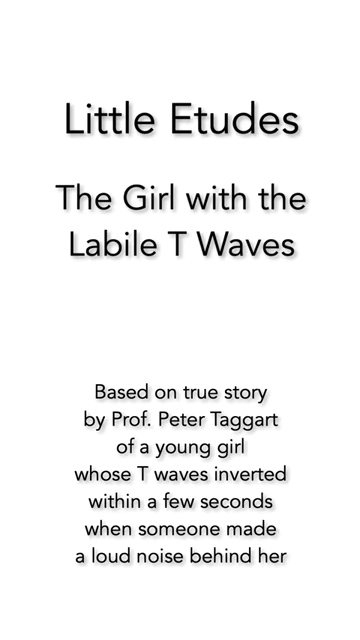 Little Etudes
The Girl with the
Labile T Waves
Based on true story
by Prof. Peter Taggart
of a young girl
whose T waves inverted
within a few seconds
when someone made
a loud noise behind her